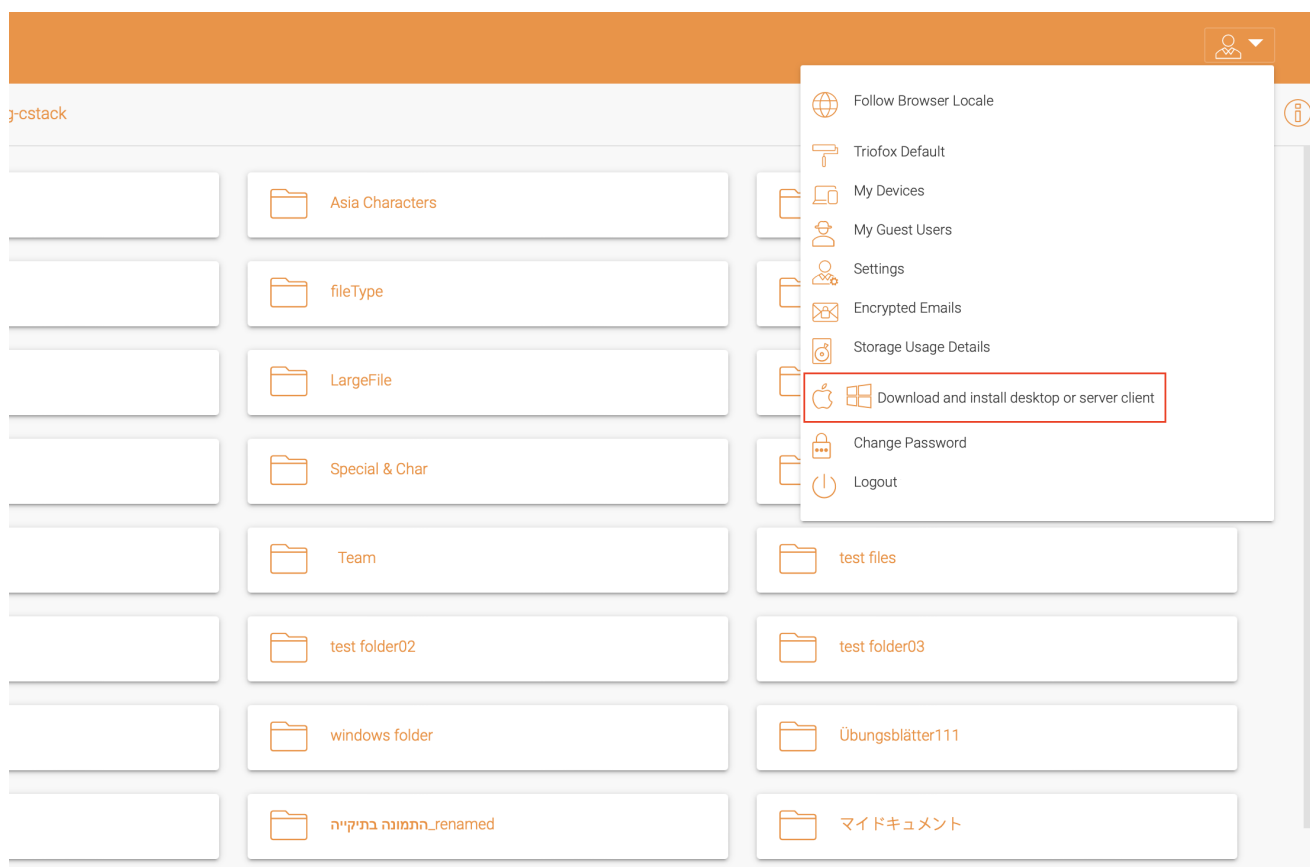 g-cstack
Follow Browser Locale
Triofox Default
My Devices
My Guest Users
Settings
Encrypted Emails
Storage Usage Details
Download and install desktop or server client
Change Password
Logout
Asia Characters
fileType
LargeFile
Special & Char
Team
test files
test folder02
test folder03
windows folder
Übungsblätter111
התמונה בתיקייה_renamed
マイドキュメント